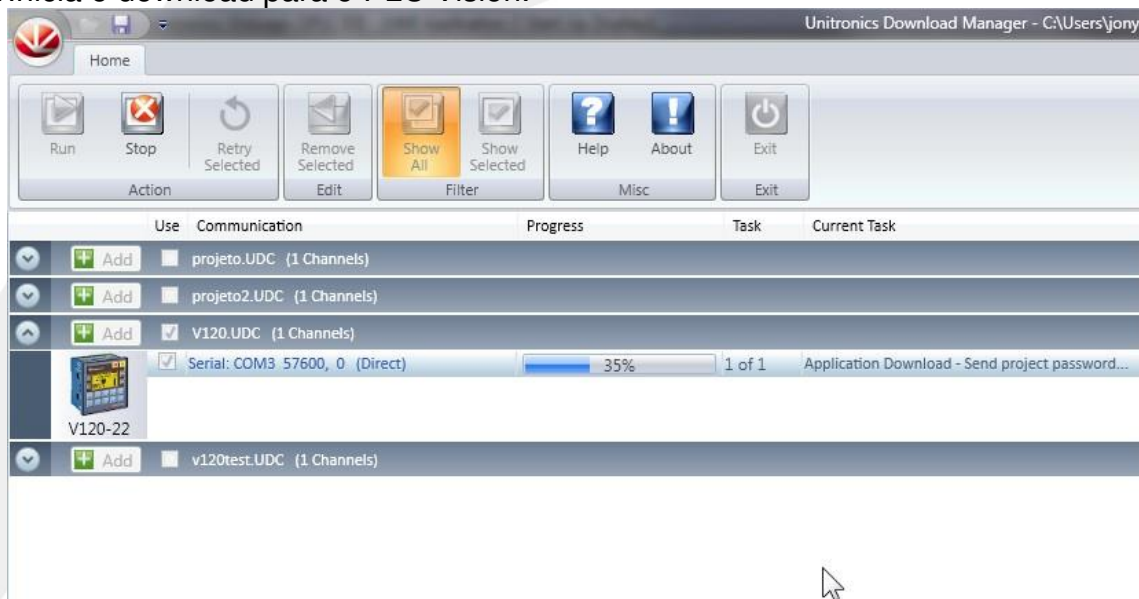 Inicia o download para o PLC Vision.
Unitronics Download Manager - C:\Users\jony
Home
Run Stop Retry Selected Remove Selected Show All Show Selected Help About Exit
Action Edit Filter Misc Exit
Use Communication Progress Task Current Task
Add projeto.UDC (1 Channels)
Add projeto2.UDC (1 Channels)
Add V120.UDC (1 Channels)
Serial: COM3 57600, 0 (Direct) 35% 1 of 1 Application Download - Send project password...
V120-22
Add v120test.UDC (1 Channels)